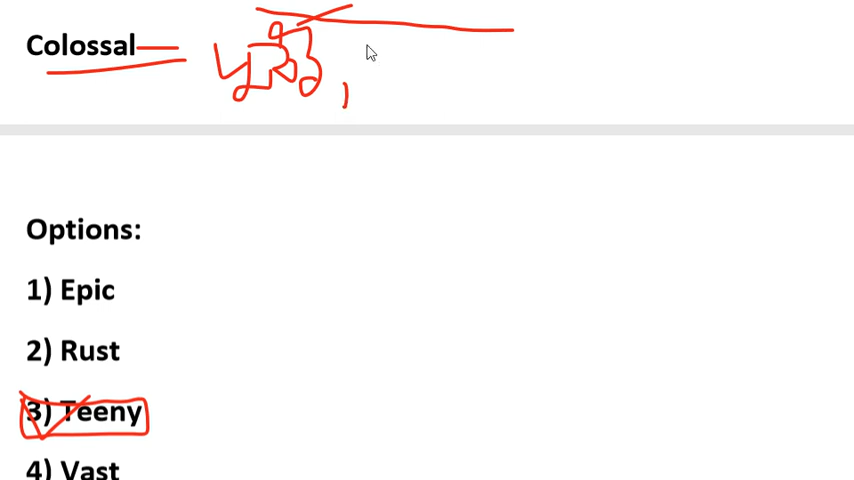 Colossal
Options:
1) Epic
2) Rust
3) Teeny
4) Vast